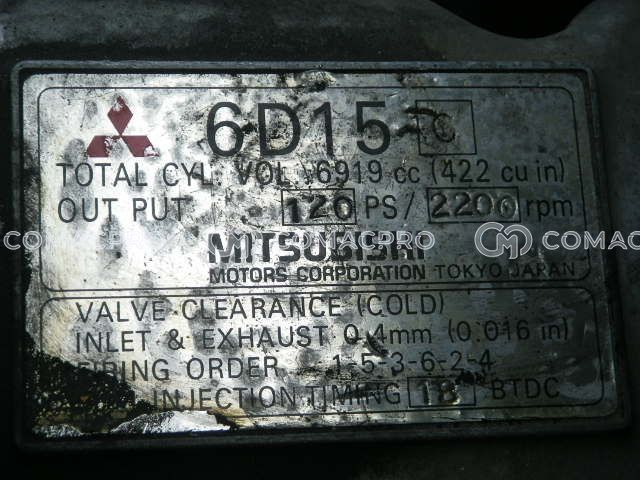 6D15-C
TOTAL CYL. VOL 6919 cc (422 cu in)
OUT PUT 120 PS/ 2200 rpm
MITSUBISHI
MOTORS CORPORATION TOKYO JAPAN
COMACPRO
COMAC
VALVE CLEARANCE (COLD)
INLET & EXHAUST 0.4mm (0.016 in)
FIRING ORDER 1-5-3-6-2-4
INJECTION TIMING 18 BTDC